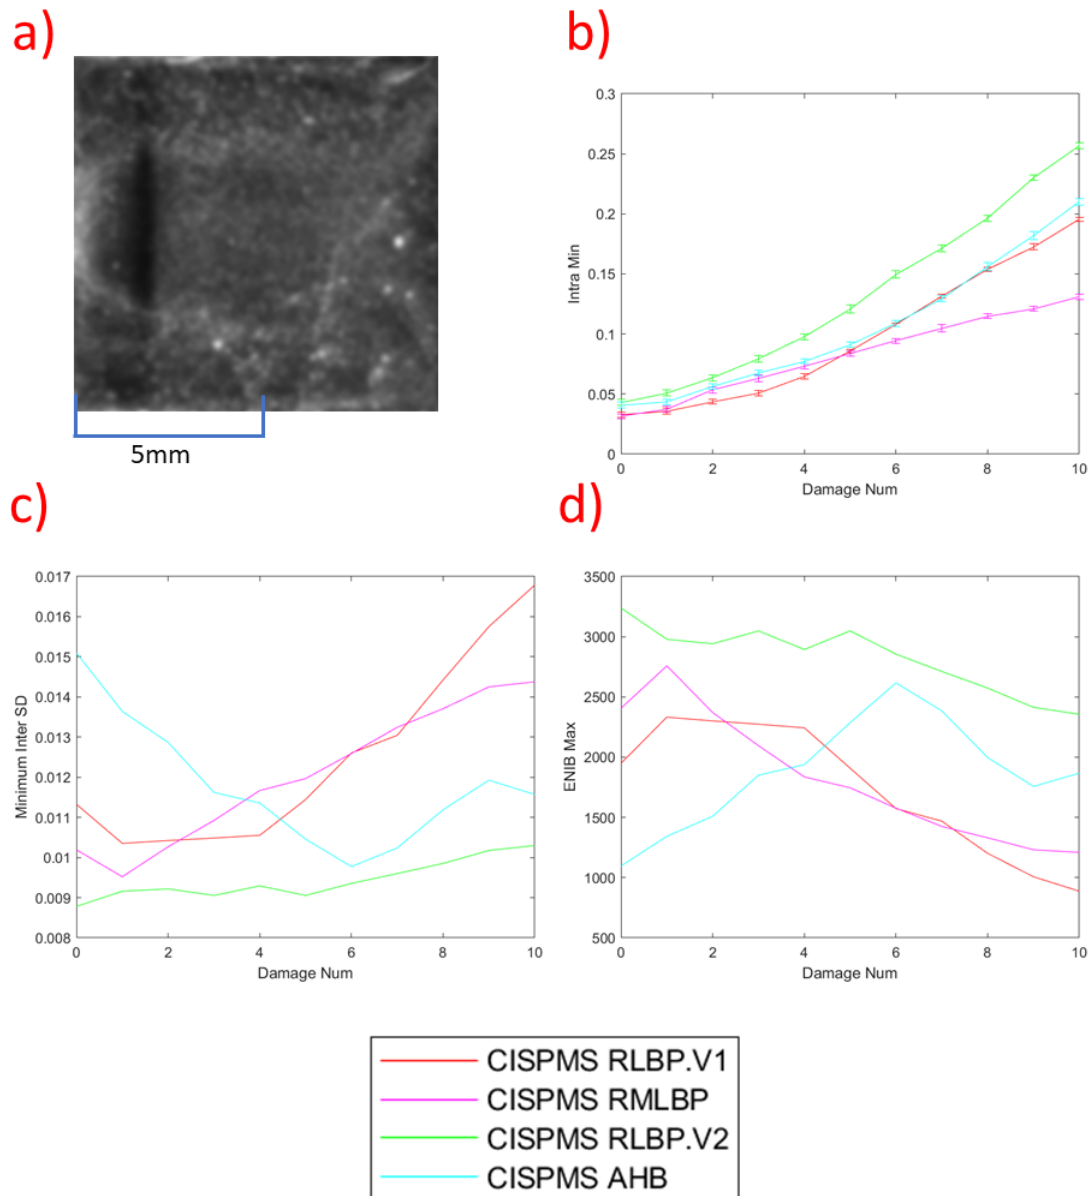 a)
5mm
b)
0.3
0.25
0.2
0.15
0.1
0.05
0
Intra Min
0 2 4 6 8 10
Damage Num
c)
0.017
0.016
0.015
0.014
0.013
0.012
0.011
0.01
0.009
0.008
Minimum Inter SD
0 2 4 6 8 10
Damage Num
d)
3500
3000
2500
2000
1500
1000
500
ENIB Max
0 2 4 6 8 10
Damage Num
CISPMS RLBP.V1
CISPMS RMLBP
CISPMS RLBP.V2
CISPMS AHB